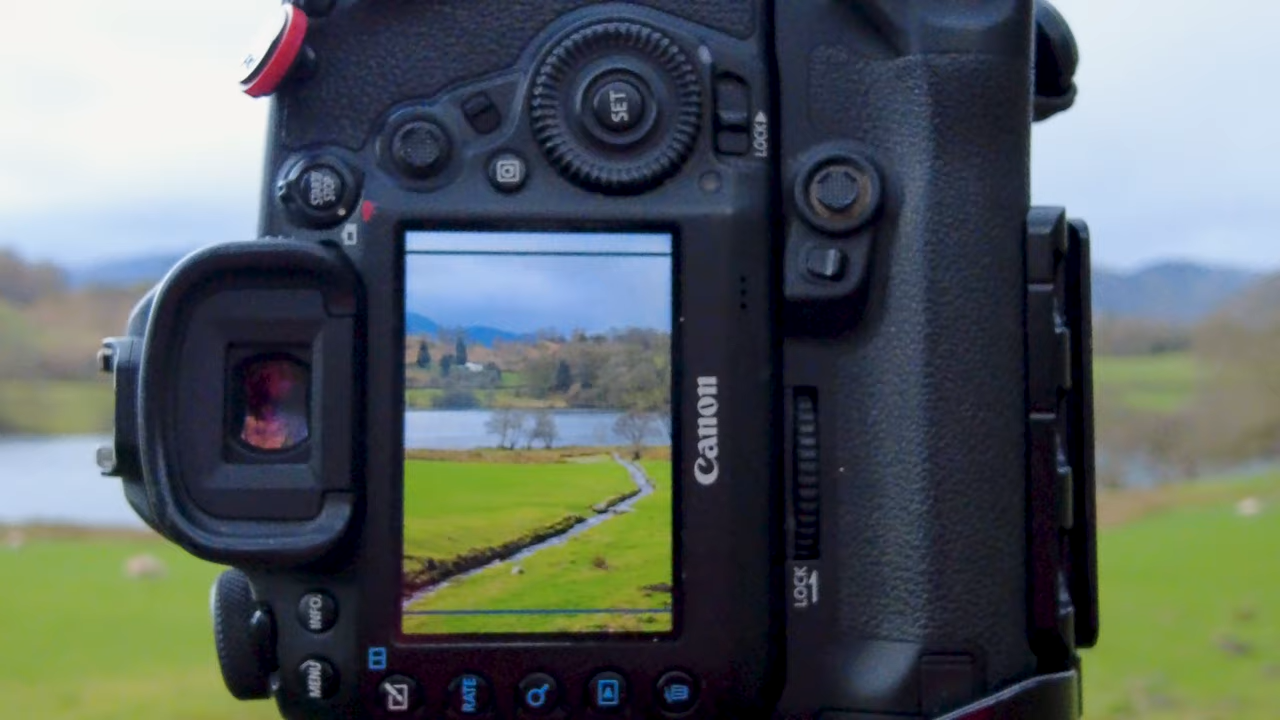 SET
LOCK
START
STOP
Canon
LOCK
INFO.
MENU
RATE